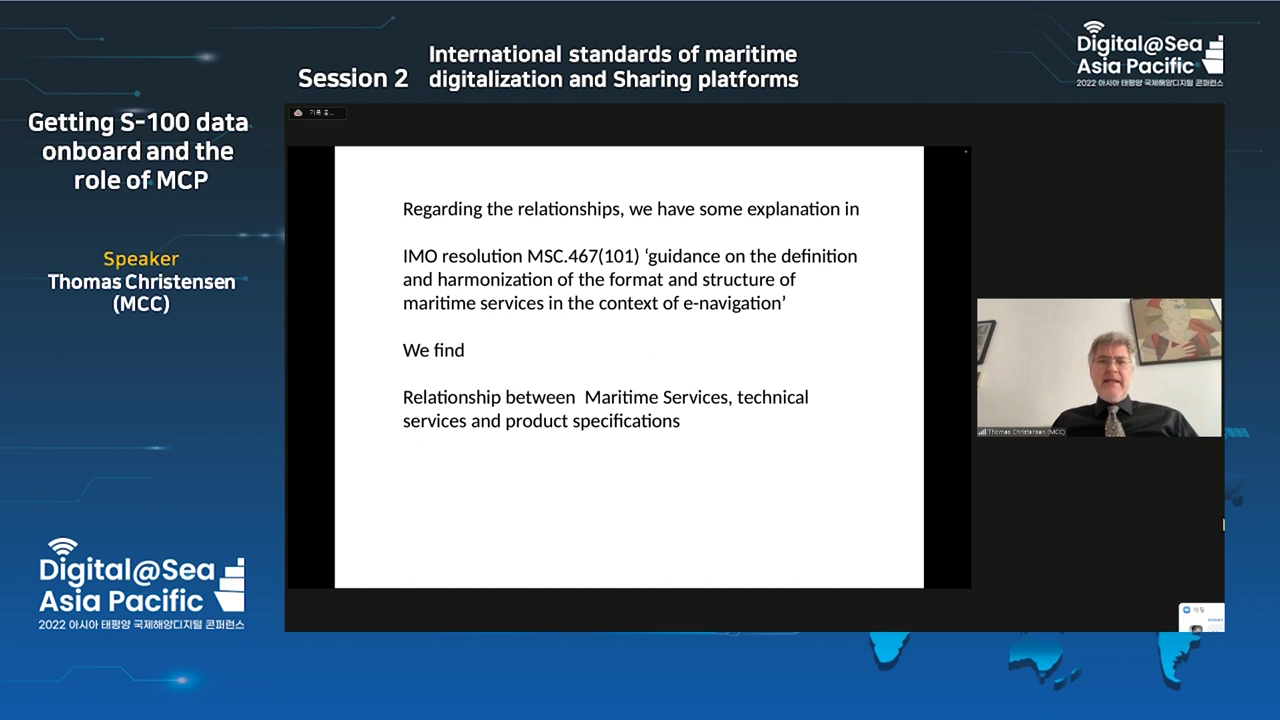 Session 2
International standards of maritime
digitalization and Sharing platforms
Digital@Sea
Asia Pacific
2022 아시아 태평양 국제해양디지털 콘퍼런스
Getting S-100 data
onboard and the
role of MCP
Speaker
Thomas Christensen
(MCC)
기록 중...
Regarding the relationships, we have some explanation in
IMO resolution MSC.467(101) ‘guidance on the definition
and harmonization of the format and structure of
maritime services in the context of e-navigation’
We find
Relationship between  Maritime Services, technical
services and product specifications
Thomas Christensen (MCC)
Digital@Sea
Asia Pacific
2022 아시아 태평양 국제해양디지털 콘퍼런스